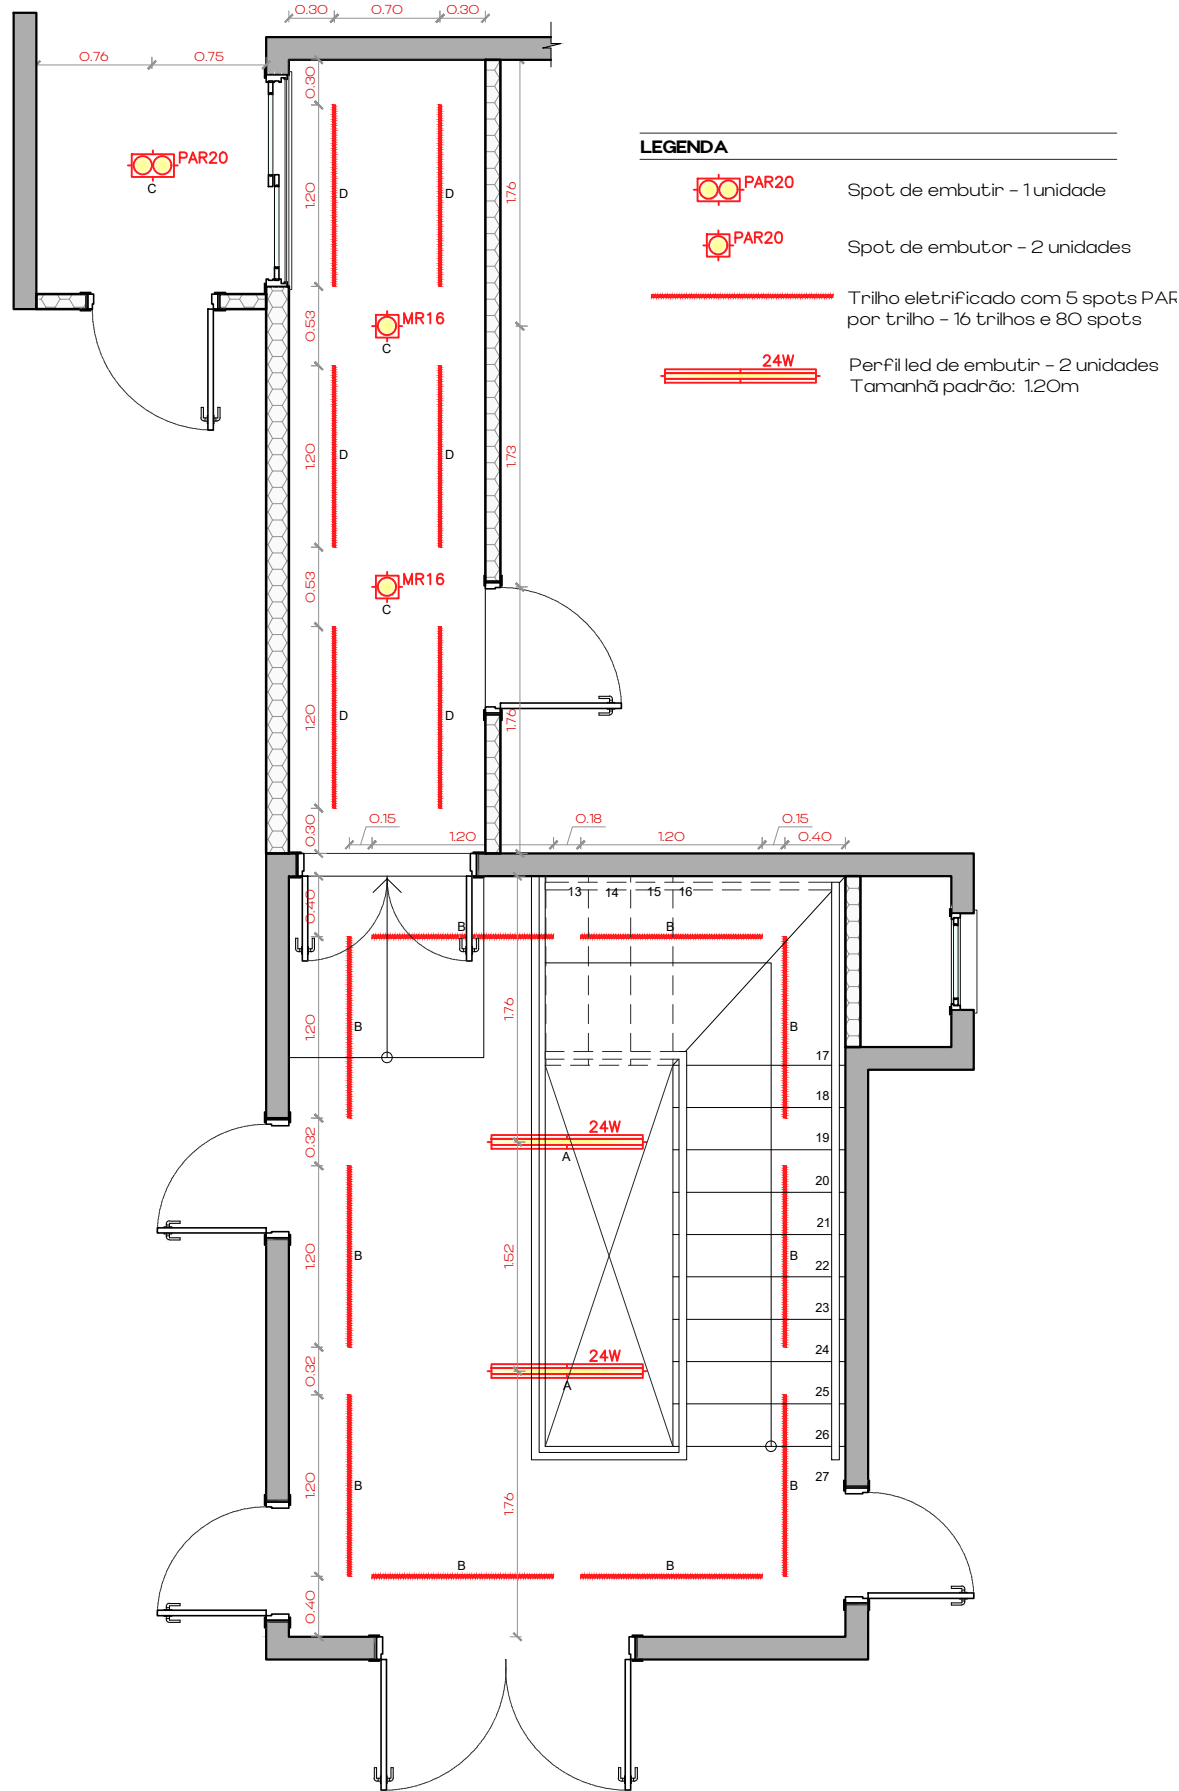 0.30 0.70 0.30
0.76 0.75
0.30
PAR20
C
1.20
D D
1.76
LEGENDA
PAR20 Spot de embutir - 1 unidade
PAR20 Spot de embutor - 2 unidades
Trilho eletrificado com 5 spots PAR
por trilho - 16 trilhos e 80 spots
24W Perfil led de embutir - 2 unidades
Tamanhã padrão: 1.20m
0.53
MR16
C
1.20
D D
1.73
0.53
MR16
C
1.20
D D
1.76
0.30
0.15 1.20 0.18 1.20 0.15 0.40
0.40
13 14 15 16
B B
1.20
B B
1.76
17
18
0.32
24W
A
19
20
21
1.20
B B
1.52
22
23
0.32
24W
A
24
25
26
27
1.20
B B
1.76
B B
0.40